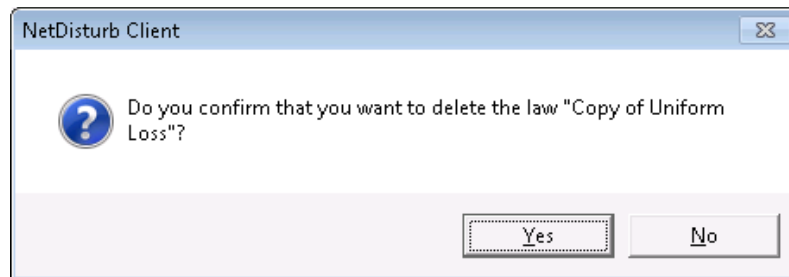 NetDisturb Client
Do you confirm that you want to delete the law "Copy of Uniform
Loss"?
Yes
No